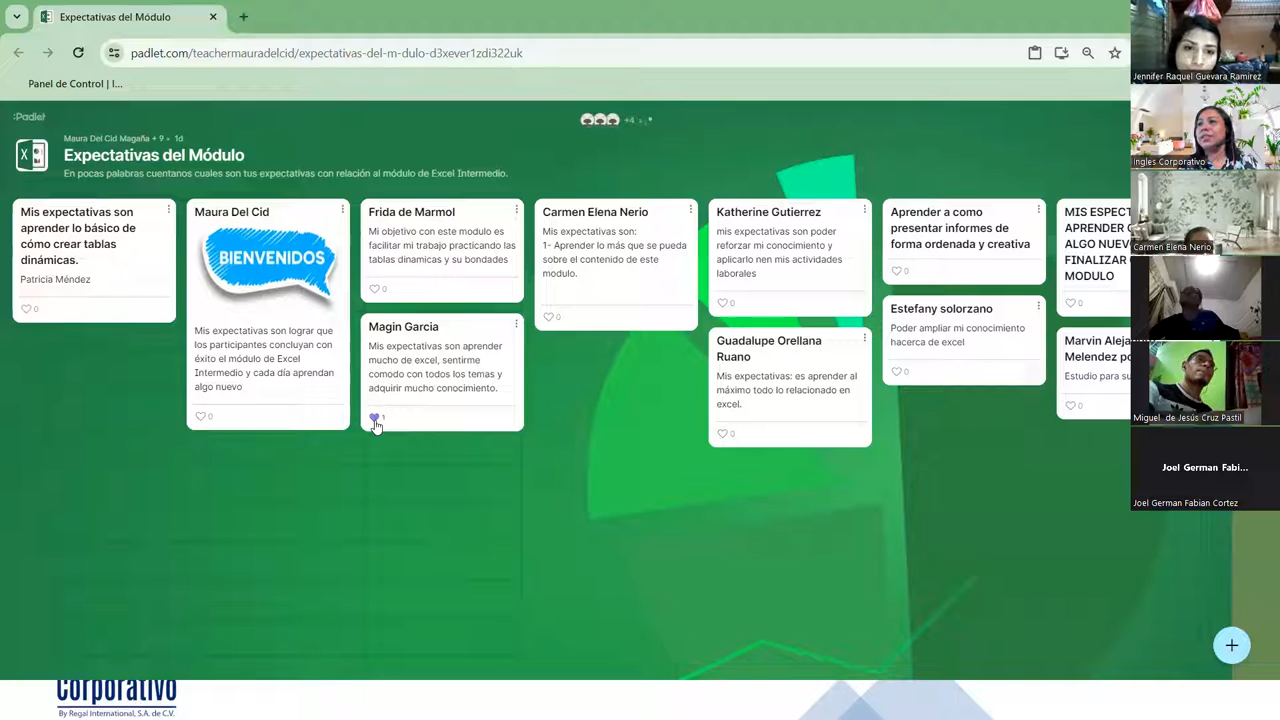 Expectativas del Módulo
padlet.com/teachermauradelcid/expectativas-del-m-dulo-d3xever1zdi322uk
Panel de Control | I...
:Padlet
+4
Maura Del Cid Magaña + 9 • 1d
Expectativas del Módulo
En pocas palabras cuentanos cuales son tus expectativas con relación al módulo de Excel Intermedio.
Mis expectativas son
aprender lo básico de
cómo crear tablas
dinámicas.
Patricia Méndez
0
Maura Del Cid
BIENVENIDOS
Mis expectativas son lograr que
los participantes concluyan con
éxito el módulo de Excel
Intermedio y cada día aprendan
algo nuevo
0
Frida de Marmol
Mi objetivo con este modulo es
facilitar mi trabajo practicando las
tablas dinamicas y su bondades
0
Magin Garcia
Mis expectativas son aprender
mucho de excel, sentirme
comodo con todos los temas y
adquirir mucho conocimiento.
1
Carmen Elena Nerio
Mis expectativas son:
1- Aprender lo más que se pueda
sobre el contenido de este
modulo.
0
Katherine Gutierrez
mis expectativas son poder
reforzar mi conocimiento y
aplicarlo nen mis actividades
laborales
0
Guadalupe Orellana
Ruano
Mis expectativas: es aprender al
máximo todo lo relacionado en
excel.
0
Aprender a como
presentar informes de
forma ordenada y creativa
0
Estefany solorzano
Poder ampliar mi conocimiento
hacerca de excel
0
MIS ESPECT
APRENDER
ALGO NUEV
FINALIZAR
MODULO
0
Marvin Aleja
Melendez po
Estudio para su
0
Jennifer Raquel Guevara Ramirez
Ingles Corporativo
Carmen Elena Nerio
Miguel de Jesús Cruz Pastil
Joel German Fabi...
Joel German Fabian Cortez
Corporativo
By Regal International, S.A. de C.V.